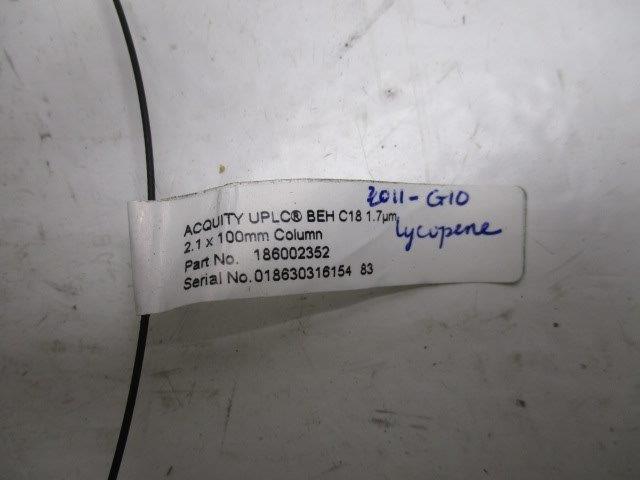 2011-G10
ACQUITY UPLC® BEH C18 1.7µm
2.1 x 100mm Column
lycopene
Part No. 186002352
Serial No. 018630316154 83